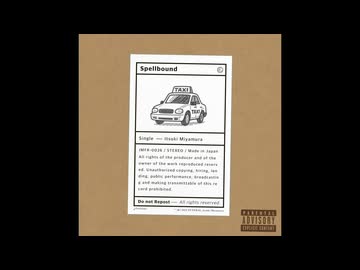 Spellbound ©
TAXI
TAXI
Single — Itsuki Miyamura
/ STEREO / Made in Japan
All rights of the producer and of the
owner of the work reproduced reserv
ed. Unauthorized copying, hiring, len
ding, public performance, broadcastin
g and making transmittable of this re
cord prohibited.
Do not Repost — All rights reserved
PARENTAL
ADVISORY
EXPLICIT CONTENT